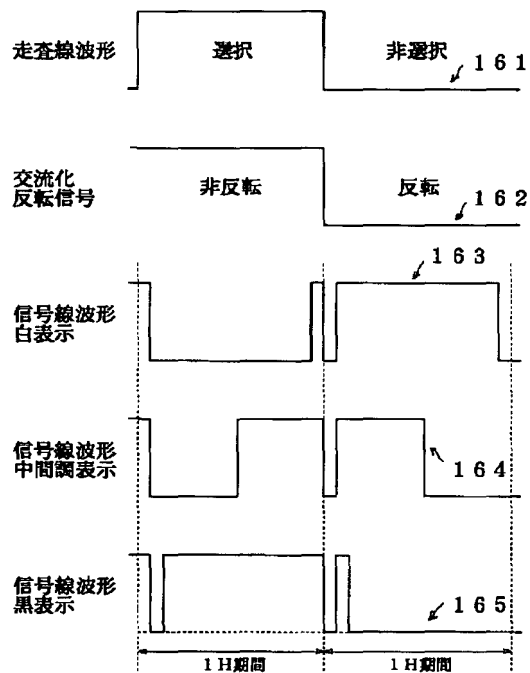 走査線波形
選択
非選択
161
交流化
反転信号
非反転
反転
162
163
信号線波形
白表示
信号線波形
中間調表示
164
信号線波形
黒表示
165
1H期間
1H期間